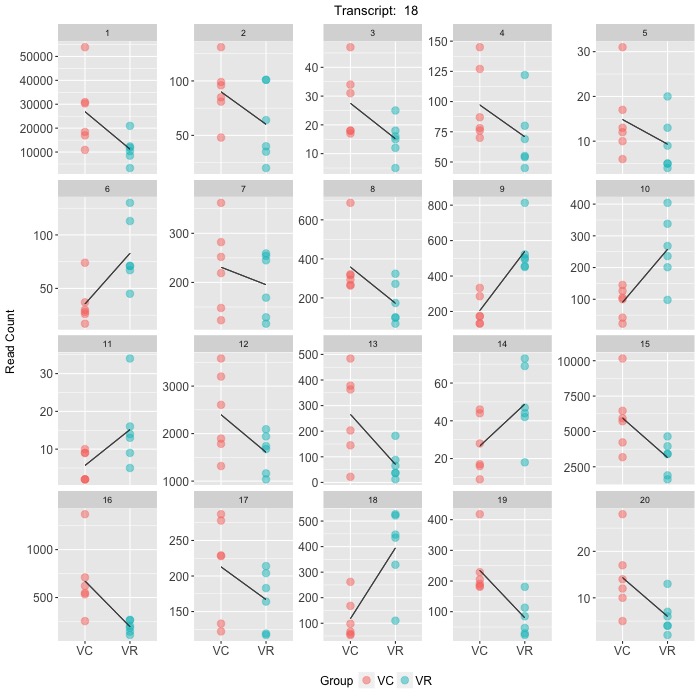 Transcript: 18
1 2 3 4 5
50000 40000 30000 20000 10000
100 50
40 30 20 10
150 125 100 75 50
30 20 10
6 7 8 9 10
100 50
300 200
600 400 200
800 600 400 200
400 300 200 100
Read Count
11 12 13 14 15
30 20 10
3000 2000 1000
500 400 300 200 100 0
60 40 20
10000 7500 5000 2500
16 17 18 19 20
1000 500
250 200 150
500 400 300 200 100
400 300 200 100
20 10
VC VR VC VR VC VR VC VR VC VR
Group VC VR